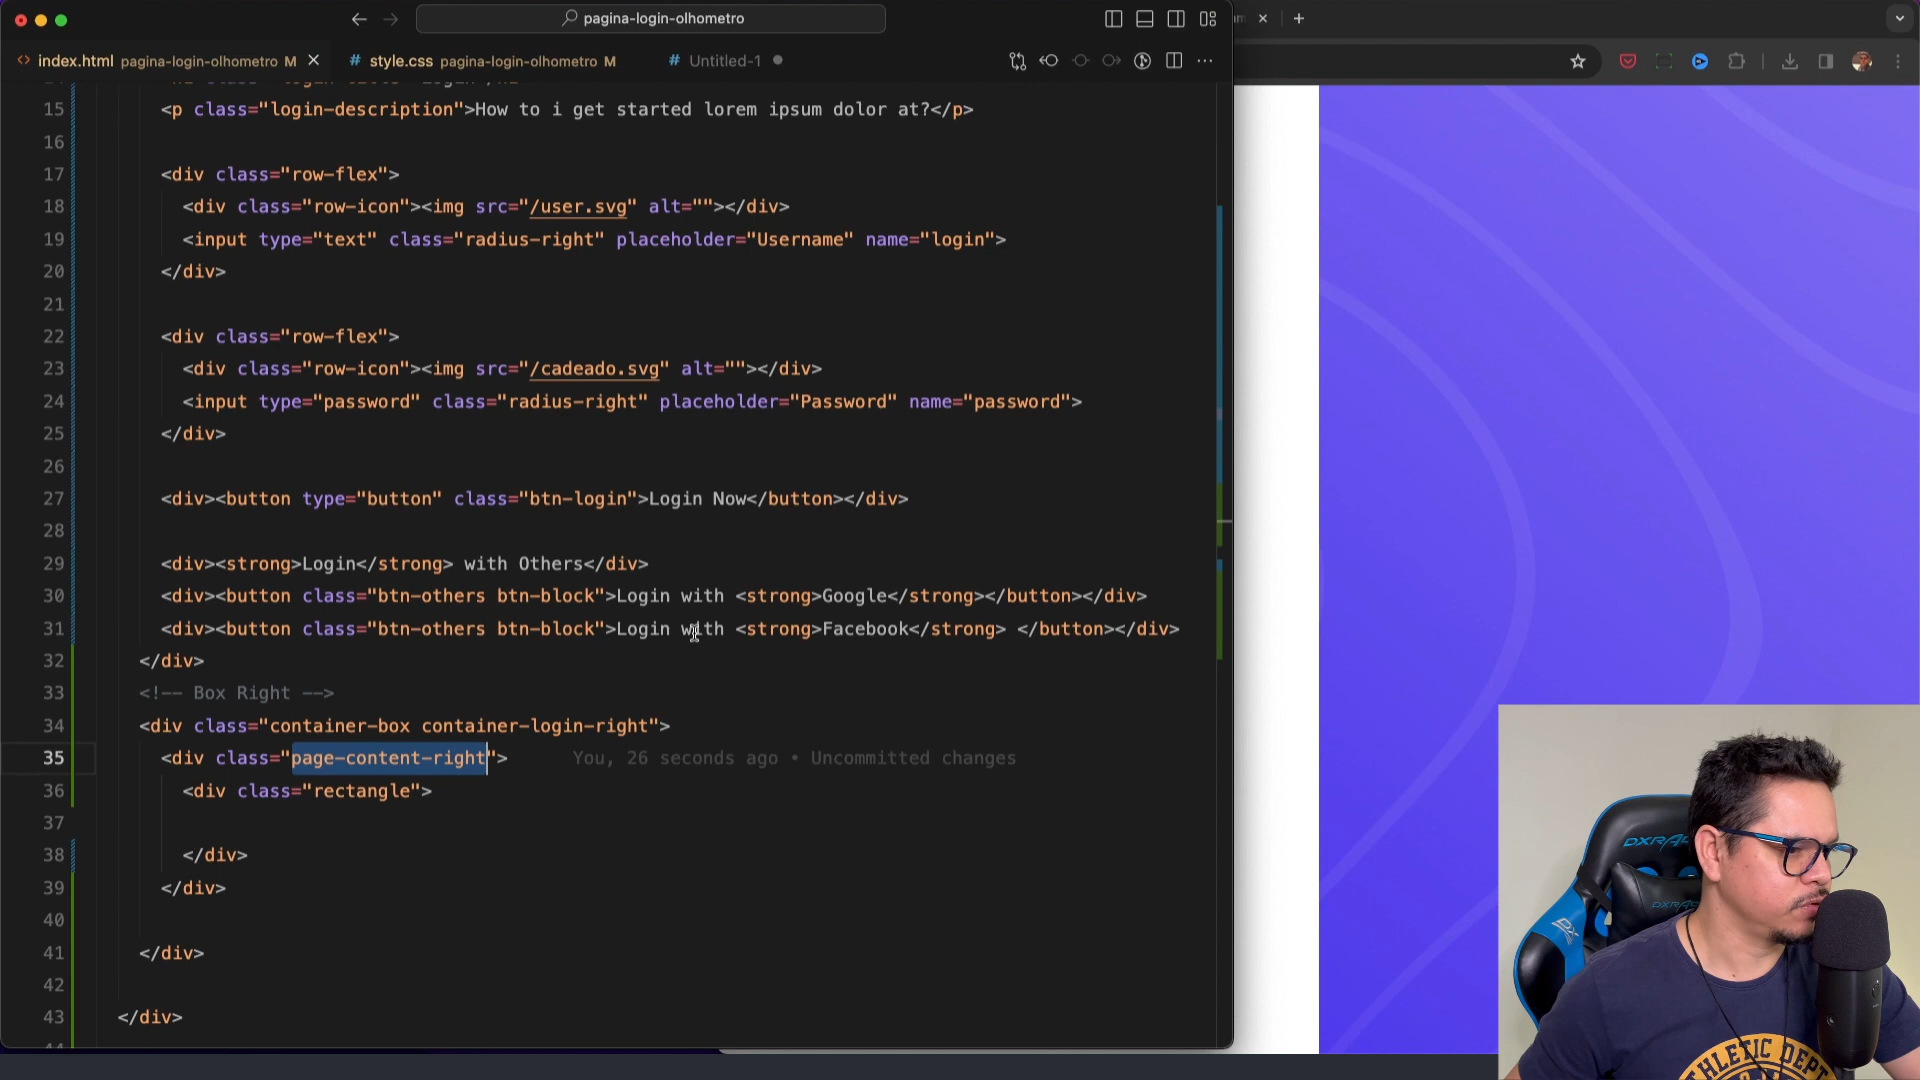 pagina-login-olhometro
index.html pagina-login-olhometro M
# style.css pagina-login-olhometro M
# Untitled-1
15 <p class="login-description">How to i get started lorem ipsum dolor at?</p>
16
17 <div class="row-flex">
18 <div class="row-icon"><img src="/user.svg" alt=""></div>
19 <input type="text" class="radius-right" placeholder="Username" name="login">
20 </div>
21
22 <div class="row-flex">
23 <div class="row-icon"><img src="/cadeado.svg" alt=""></div>
24 <input type="password" class="radius-right" placeholder="Password" name="password">
25 </div>
26
27 <div><button type="button" class="btn-login">Login Now</button></div>
28
29 <div><strong>Login</strong> with Others</div>
30 <div><button class="btn-others btn-block">Login with <strong>Google</strong></button></div>
31 <div><button class="btn-others btn-block">Login with <strong>Facebook</strong> </button></div>
32 </div>
33 <!-- Box Right -->
34 <div class="container-box container-login-right">
35 <div class="page-content-right"> You, 26 seconds ago • Uncommitted changes
36 <div class="rectangle">
37
38 </div>
39 </div>
40
41 </div>
42
43 </div>
DXRACER
DXRA
THLETIC DEPT